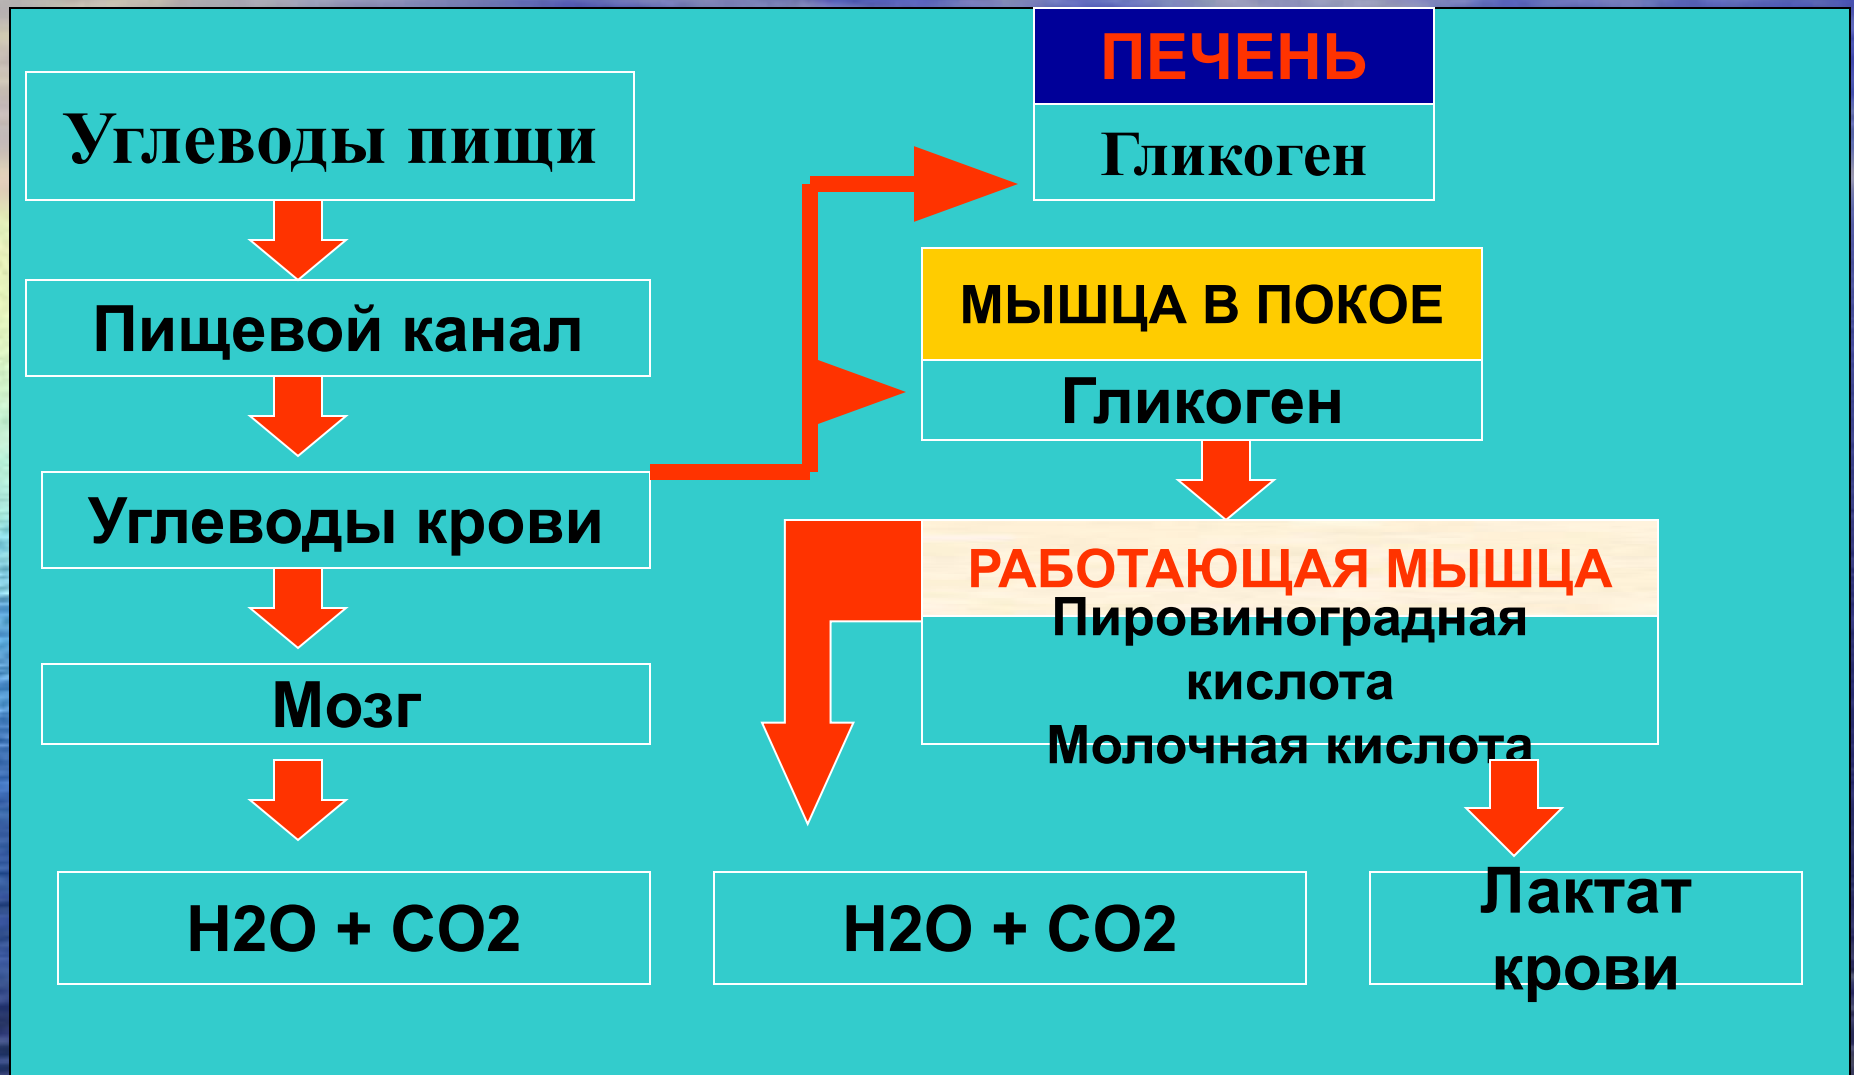 Углеводы пищи
Пищевой канал
Углеводы крови
Мозг
H2O + CO2
ПЕЧЕНЬ
Гликоген
МЫШЦА В ПОКОЕ
Гликоген
РАБОТАЮЩАЯ МЫШЦА
Пировиноградная
кислота
Молочная кислота
H2O + CO2
Лактат
крови